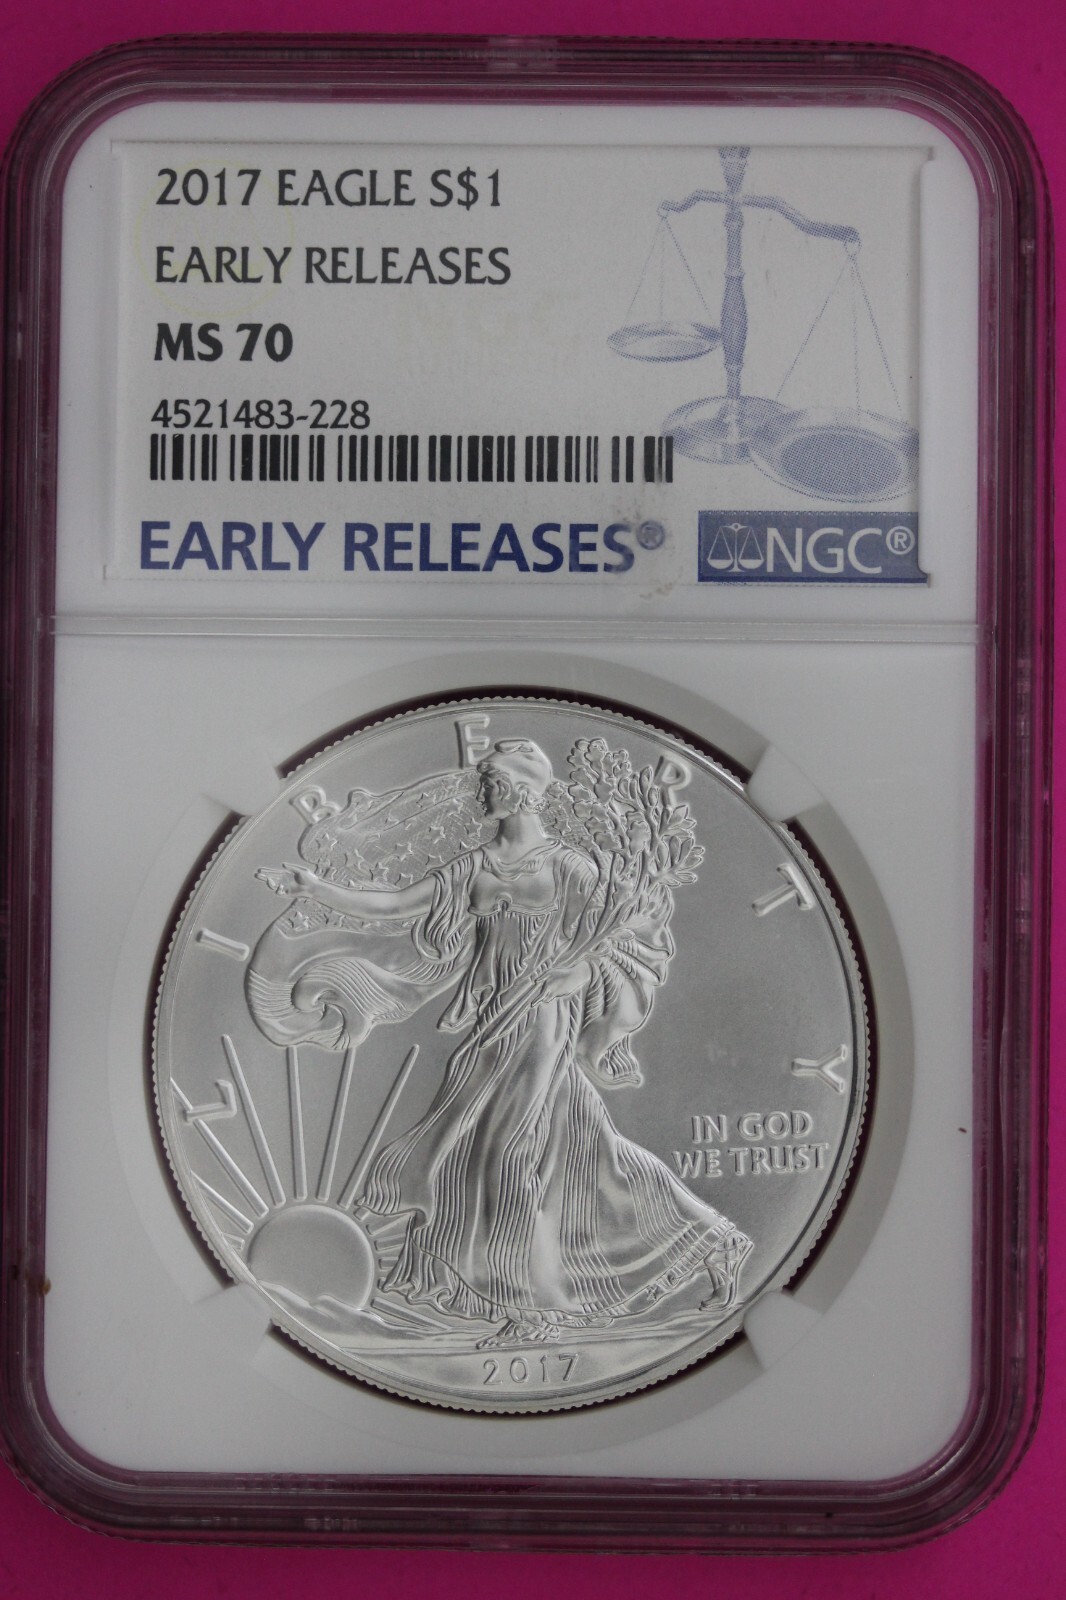 2017 EAGLE S$1
EARLY RELEASES
MS 70
4521483-228
EARLY RELEASES®
NGC®
LIBERTY
IN GOD
WE TRUST
2017